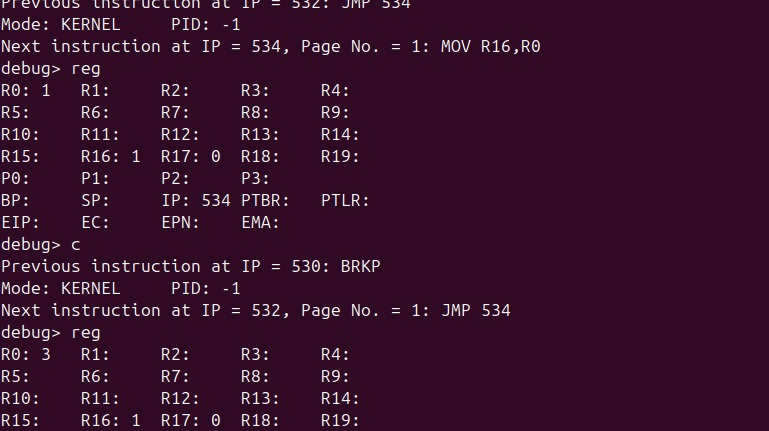 Previous instruction at IP = 532: JMP 534
Mode: KERNEL     PID: -1
Next instruction at IP = 534, Page No. = 1: MOV R16,R0
debug> reg
R0: 1   R1:     R2:     R3:     R4:
R5:     R6:     R7:     R8:     R9:
R10:    R11:    R12:    R13:    R14:
R15:    R16: 1  R17: 0  R18:    R19:
P0:     P1:     P2:     P3:
BP:     SP:     IP: 534 PTBR:   PTLR:
EIP:    EC:     EPN:    EMA:
debug> c
Previous instruction at IP = 530: BRKP
Mode: KERNEL     PID: -1
Next instruction at IP = 532, Page No. = 1: JMP 534
debug> reg
R0: 3   R1:     R2:     R3:     R4:
R5:     R6:     R7:     R8:     R9:
R10:    R11:    R12:    R13:    R14:
R15:    R16: 1  R17: 0  R18:    R19: